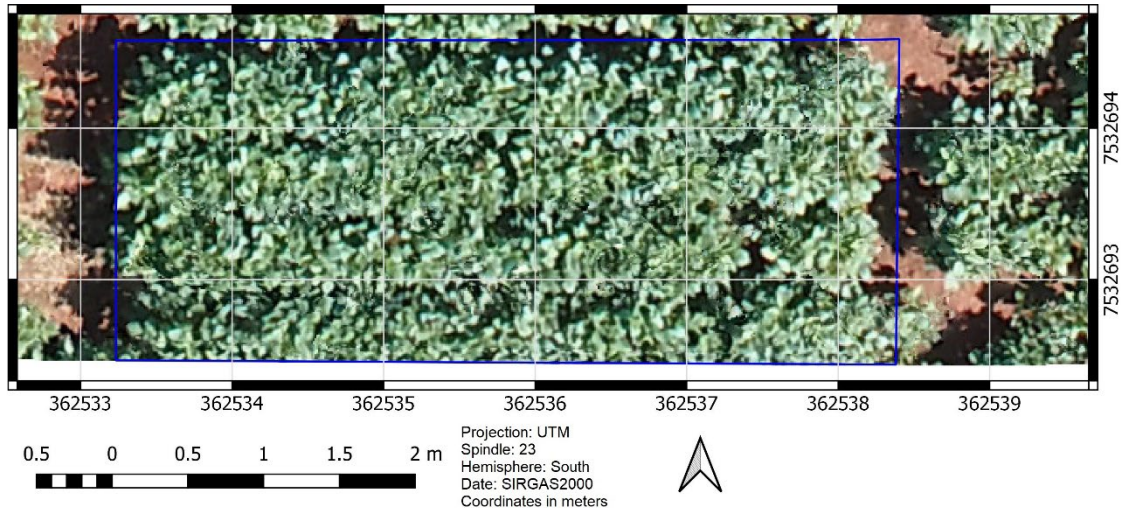 7532694
7532693
362533 362534 362535 362536 362537 362538 362539
0.5 0 0.5 1 1.5 2 m
Projection: UTM
Spindle: 23
Hemisphere: South
Date: SIRGAS2000
Coordinates in meters